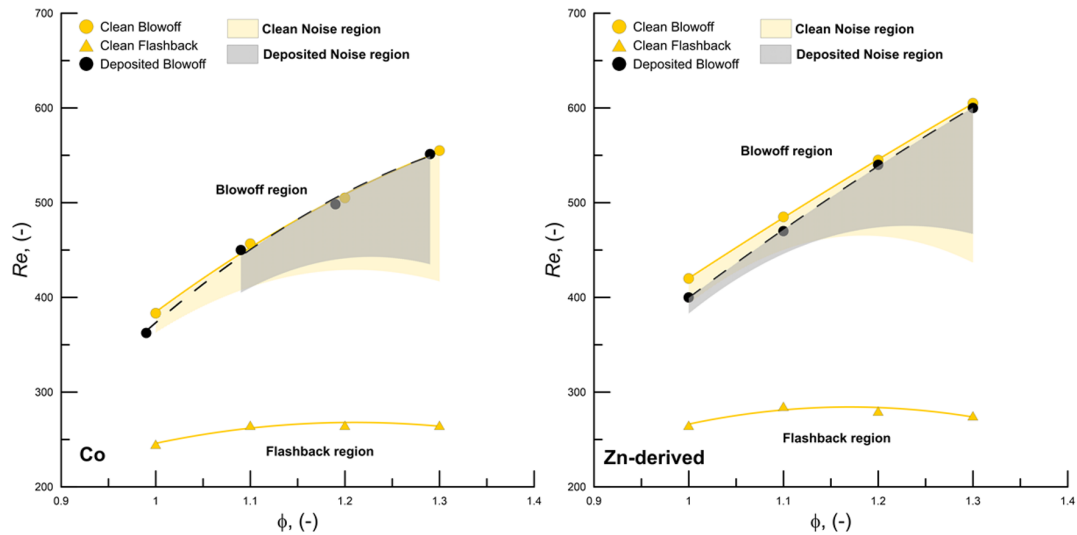 700
600
500
400
300
200
Re, (-)
Clean Blowoff
Clean Flashback
Deposited Blowoff
Clean Noise region
Deposited Noise region
Blowoff region
Flashback region
Co
0.9 1 1.1 1.2 1.3 1.4
ϕ, (-)
700
600
500
400
300
200
Re, (-)
Clean Blowoff
Clean Flashback
Deposited Blowoff
Clean Noise region
Deposited Noise region
Blowoff region
Flashback region
Zn-derived
0.9 1 1.1 1.2 1.3 1.4
ϕ, (-)